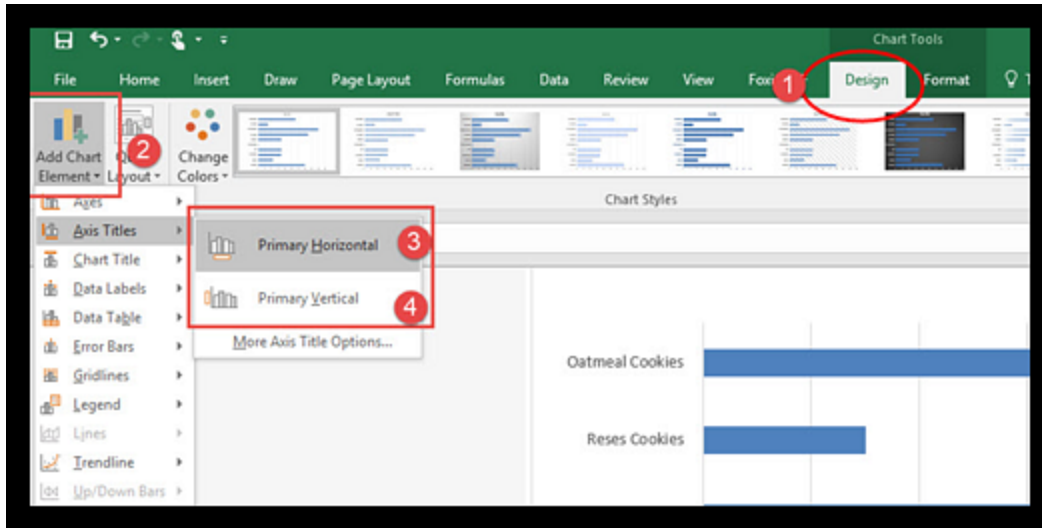 Chart Tools
File Home Insert Draw Page Layout Formulas Data Review View 1 Design Format
Add Chart
Element
2
Layout
Change
Colors
Chart Styles
Axes
Axis Titles
Chart Title
Data Labels
Data Table
Error Bars
Gridlines
Legend
Lines
Trendline
Up/Down Bars
Primary Horizontal 3
Primary Vertical 4
More Axis Title Options...
Oatmeal Cookies
Reses Cookies